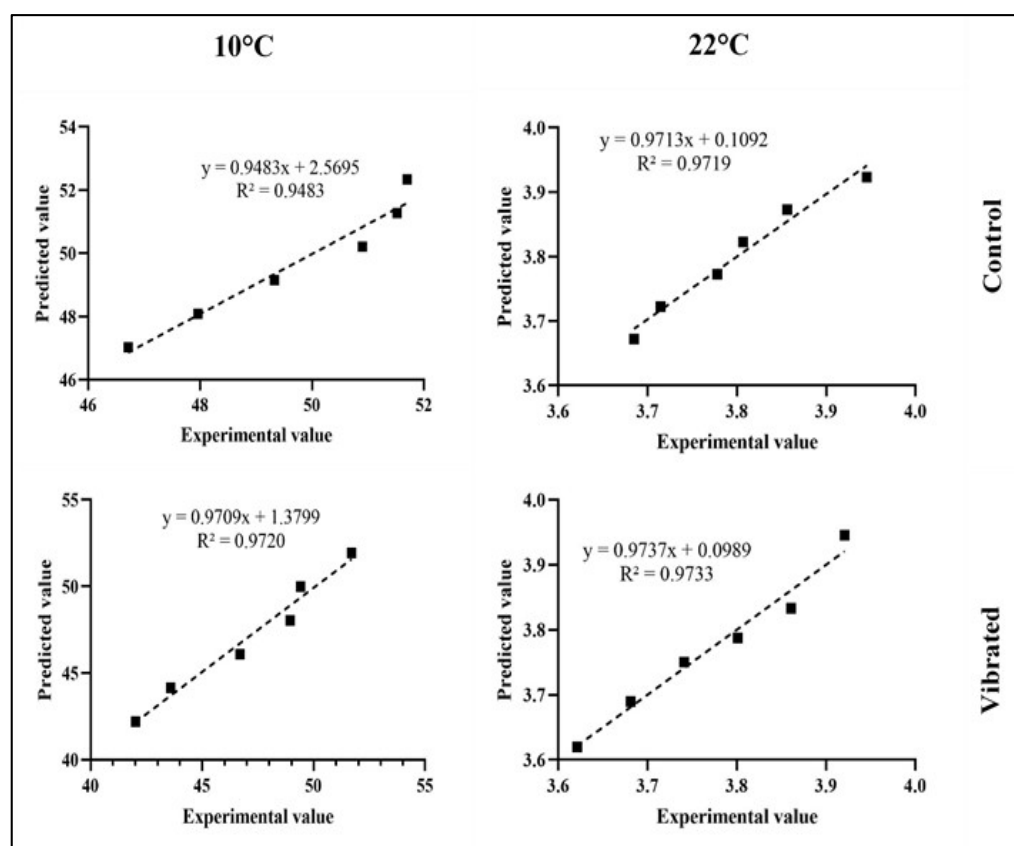 10°C
22°C
54
52
50
48
46
Predicted value
y = 0.9483x + 2.5695
R² = 0.9483
46
48
50
52
Experimental value
4.0
3.9
3.8
3.7
3.6
Predicted value
y = 0.9713x + 0.1092
R² = 0.9719
3.6
3.7
3.8
3.9
4.0
Experimental value
Control
55
50
45
40
Predicted value
y = 0.9709x + 1.3799
R² = 0.9720
40
45
50
55
Experimental value
4.0
3.9
3.8
3.7
3.6
Predicted value
y = 0.9737x + 0.0989
R² = 0.9733
3.6
3.7
3.8
3.9
4.0
Experimental value
Vibrated